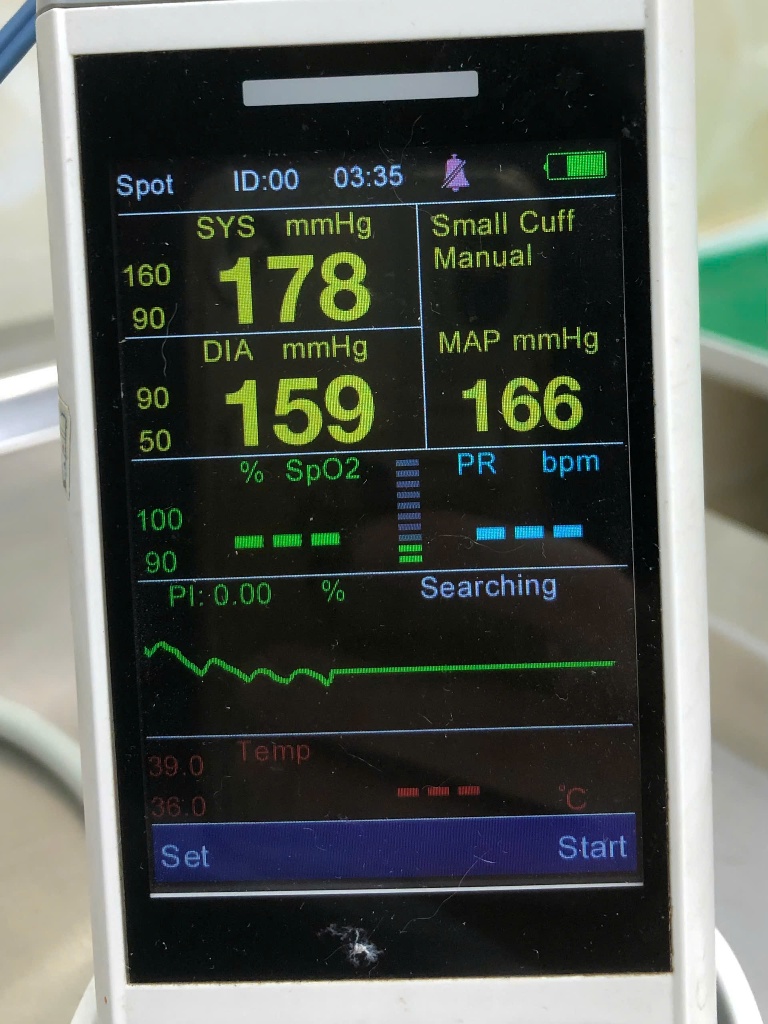 Spot ID:00 03:35
SYS mmHg
160
90
178
Small Cuff
Manual
DIA mmHg
90
50
159
MAP mmHg
166
% SpO2
100
90
---
PR bpm
---
PI: 0.00 %
Searching
Temp
39.0
36.0
---
°C
Set
Start